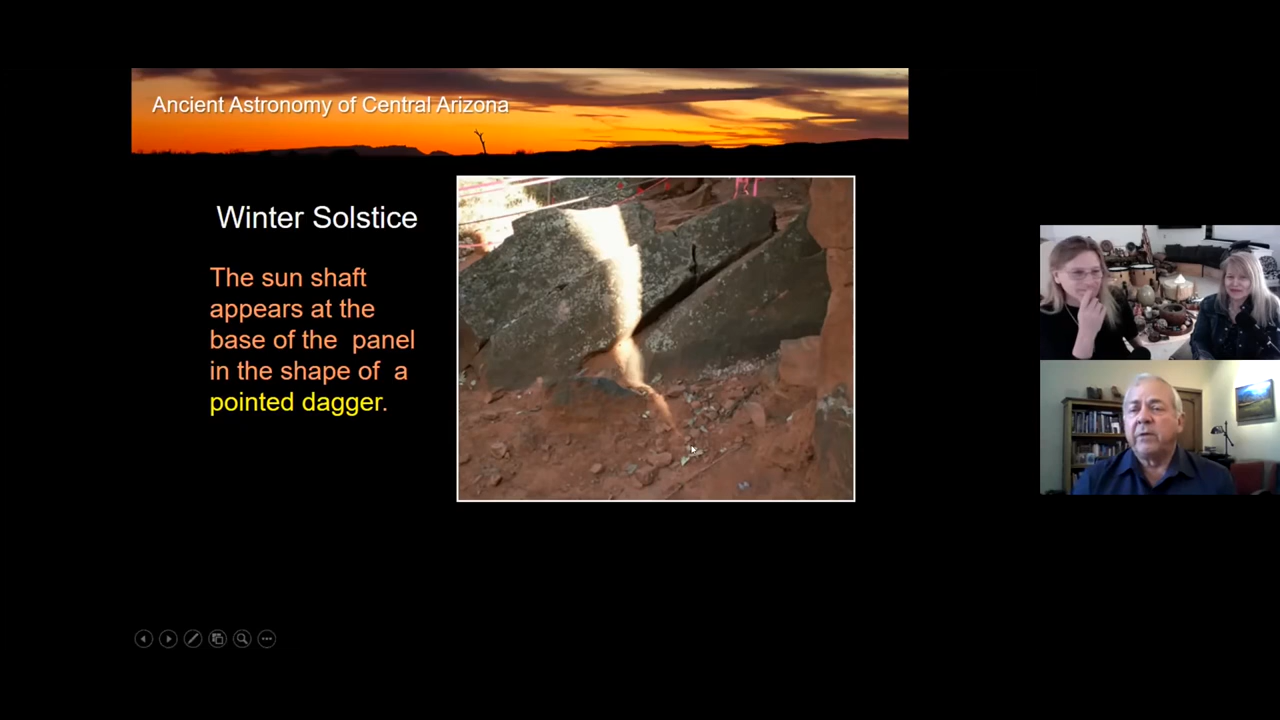 Ancient Astronomy of Central Arizona
Winter Solstice
The sun shaft
appears at the
base of the  panel
in the shape of  a
pointed dagger.